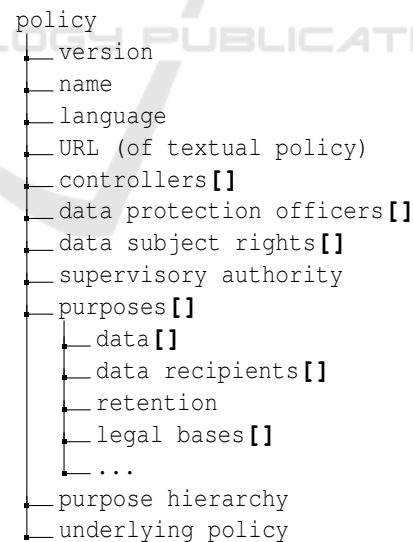 policy
version
name
language
URL (of textual policy)
controllers[]
data protection officers[]
data subject rights[]
supervisory authority
purposes[]
data[]
data recipients[]
retention
legal bases[]
...
purpose hierarchy
underlying policy